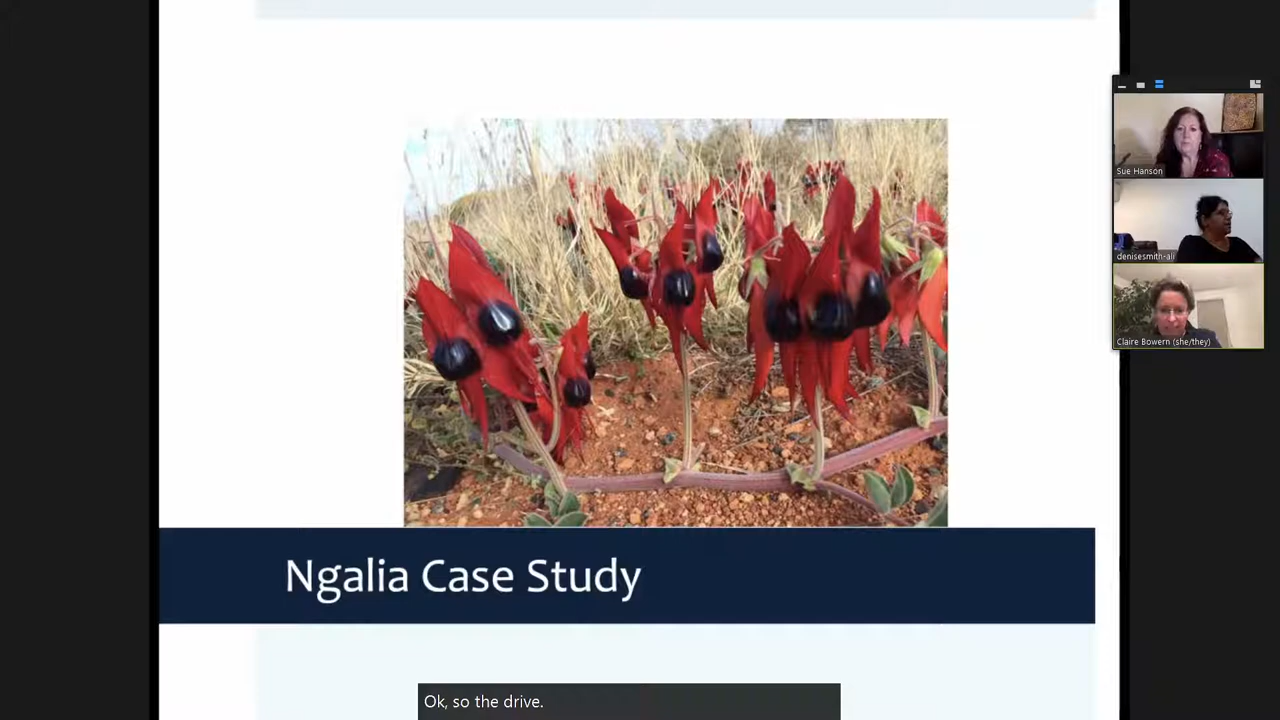 Sue Hanson
denisesmith-ali
Claire Bowern (she/they)
Ngalia Case Study
Ok, so the drive.